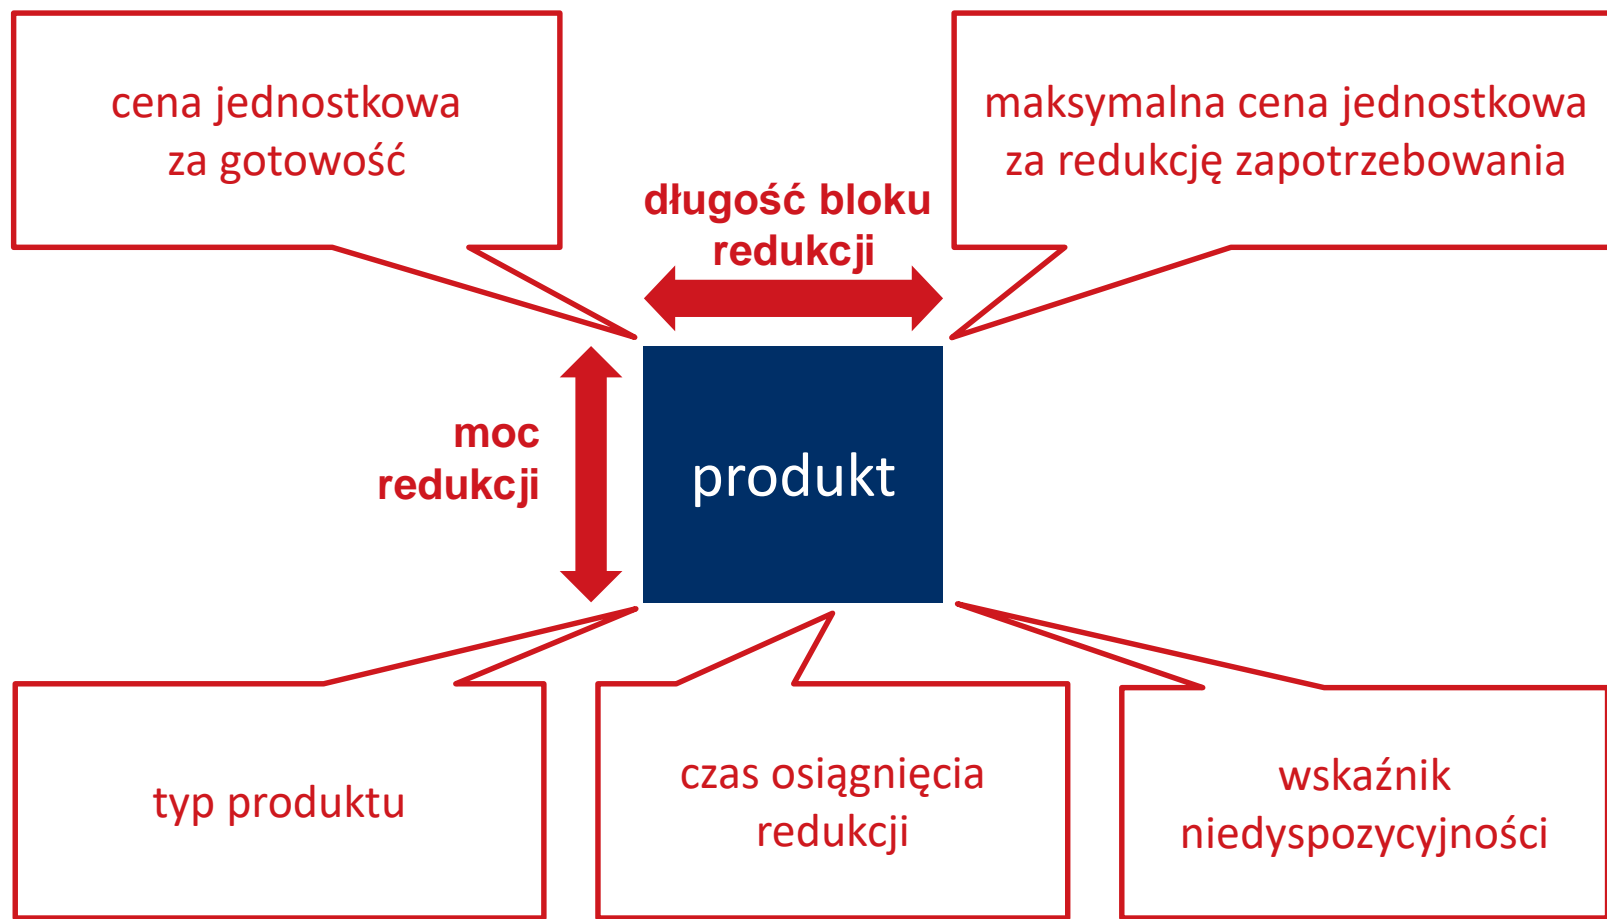 cena jednostkowa
za gotowość
maksymalna cena jednostkowa
za redukcję zapotrzebowania
długość bloku
redukcji
moc
redukcji
produkt
typ produktu
czas osiągnięcia
redukcji
wskaźnik
niedyspozycyjności